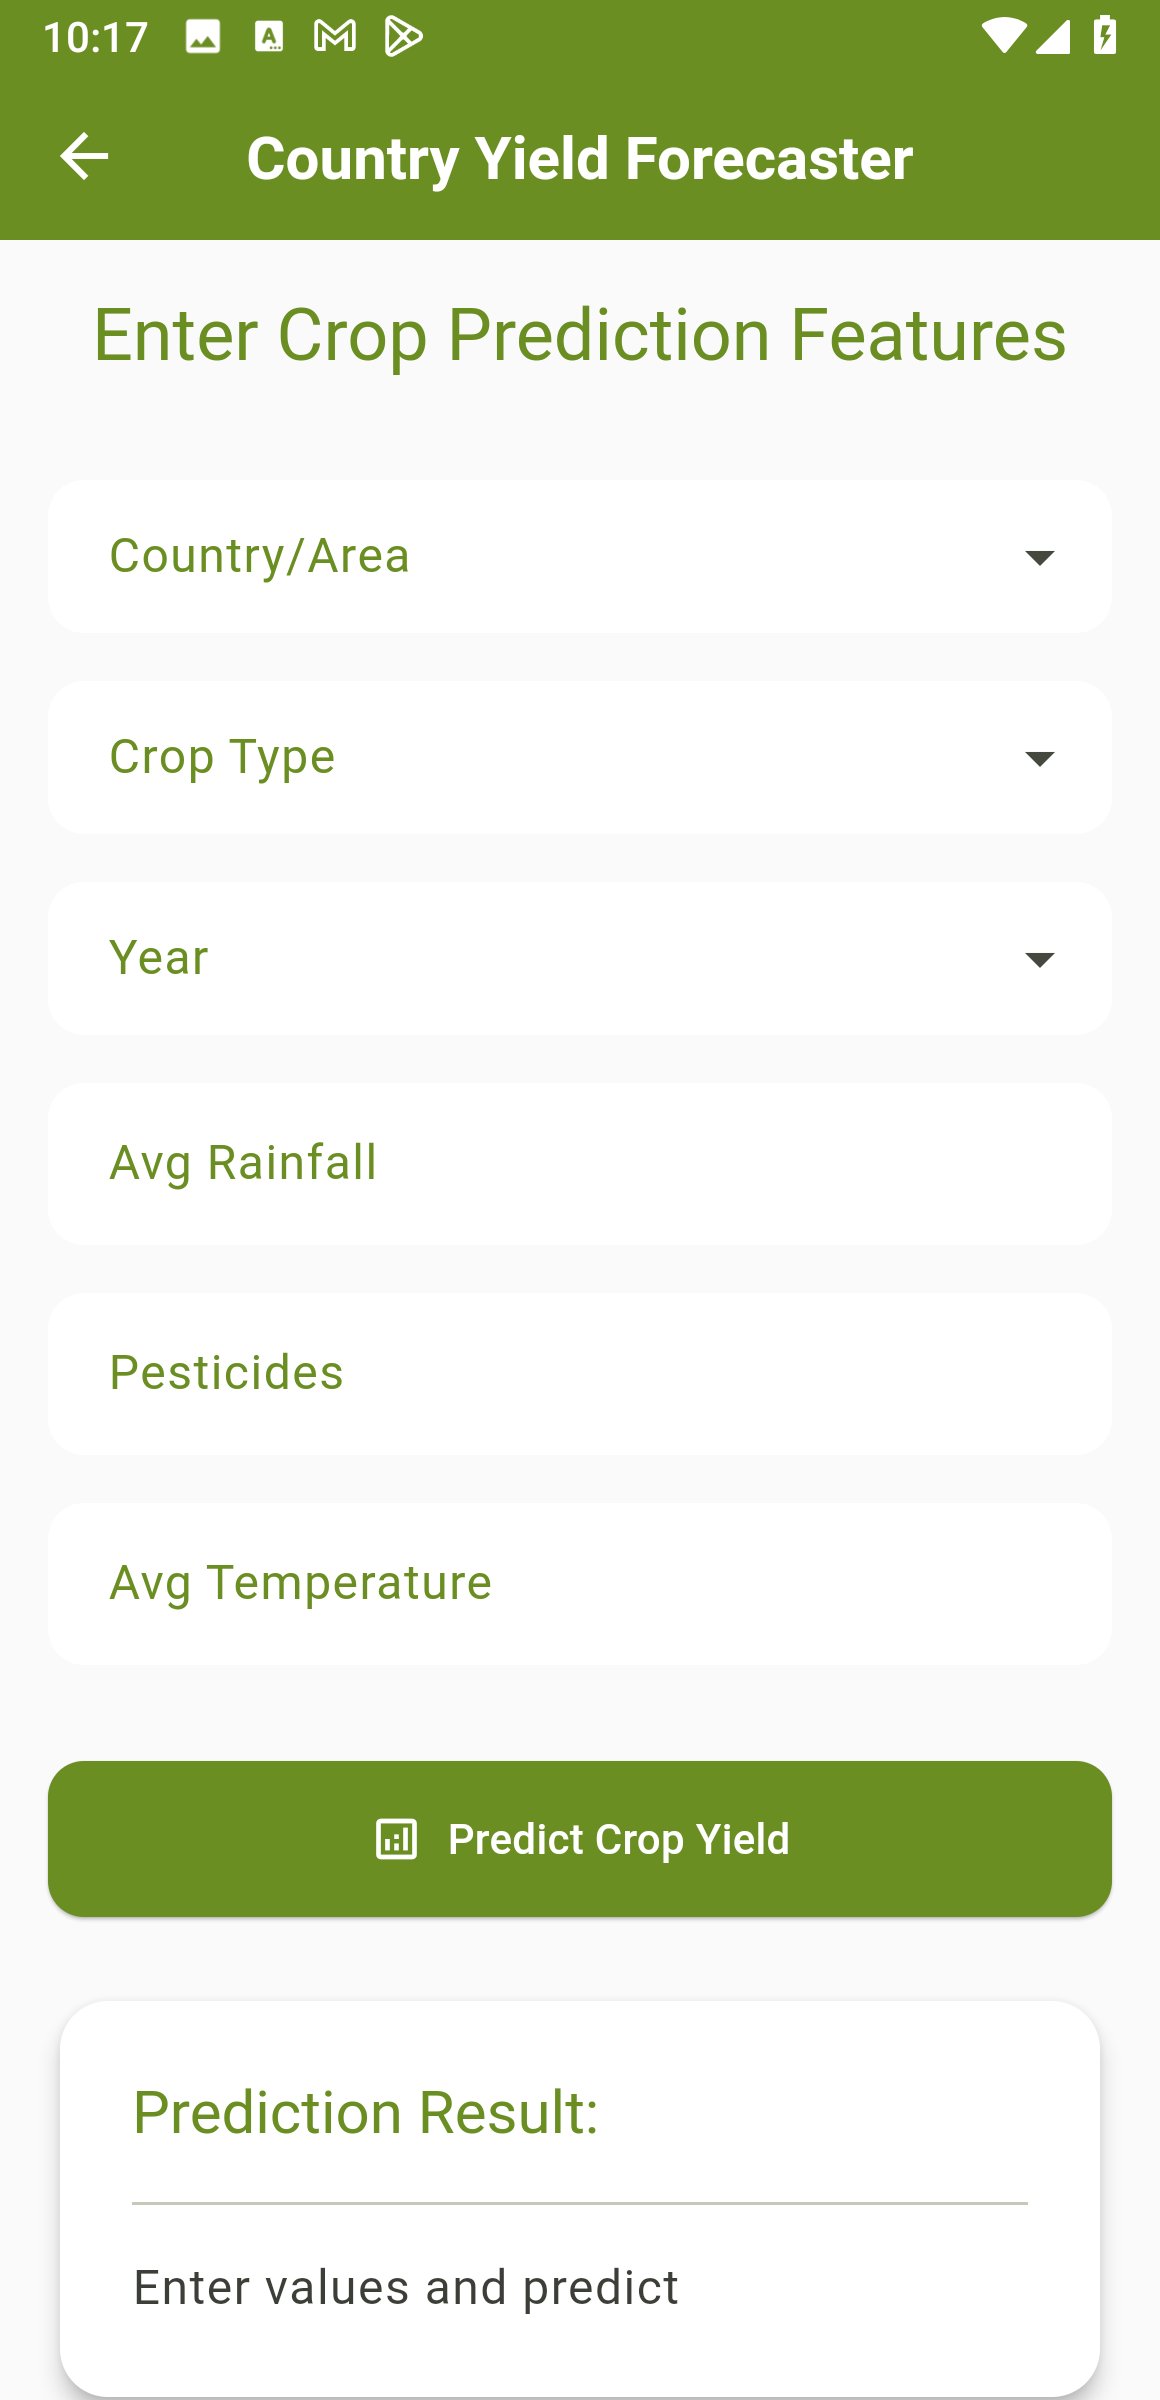 10:17
Country Yield Forecaster
Enter Crop Prediction Features
Country/Area
Crop Type
Year
Avg Rainfall
Pesticides
Avg Temperature
Predict Crop Yield
Prediction Result:
Enter values and predict